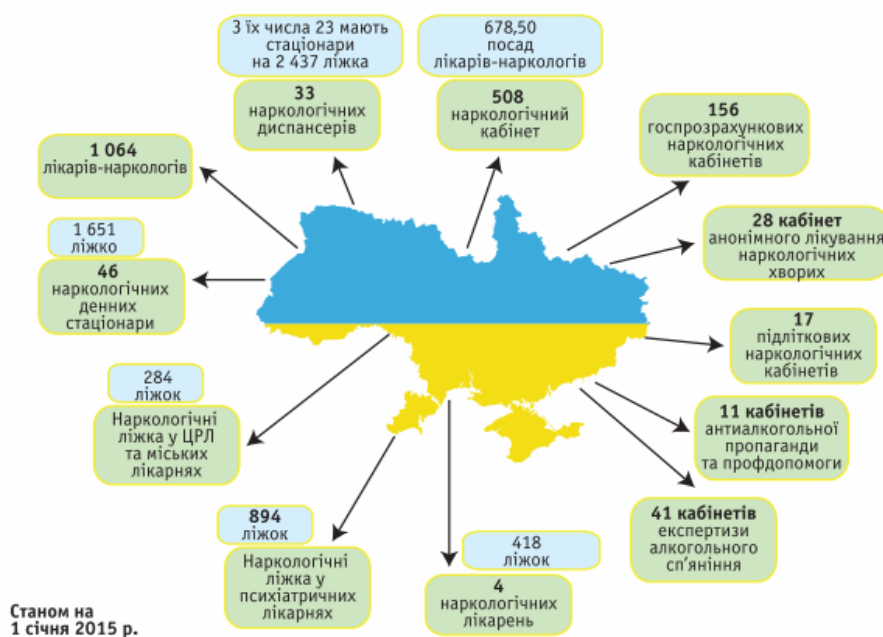 З їх числа 23 мають
стаціонари
на 2 437 ліжка
33
наркологічних
диспансерів
678,50
посад
лікарів-наркологів
508
наркологічний
кабінет
156
госпрозрахункових
наркологічних
кабінетів
1 064
лікарів-наркологів
28 кабінет
анонімного лікування
наркологічних
хворих
1 651
ліжко
46
наркологічних
денних
стаціонари
17
підліткових
наркологічних
кабінетів
284
ліжок
Наркологічні
ліжка у ЦРЛ
та міських
лікарнях
11 кабінетів
антиалкогольної
пропаганди
та профдопомоги
41 кабінетів
експертизи
алкогольного
сп’яніння
894
ліжок
Наркологічні
ліжка у
психіатричних
лікарнях
418
ліжок
4
наркологічних
лікарень
Станом на
1 січня 2015 р.